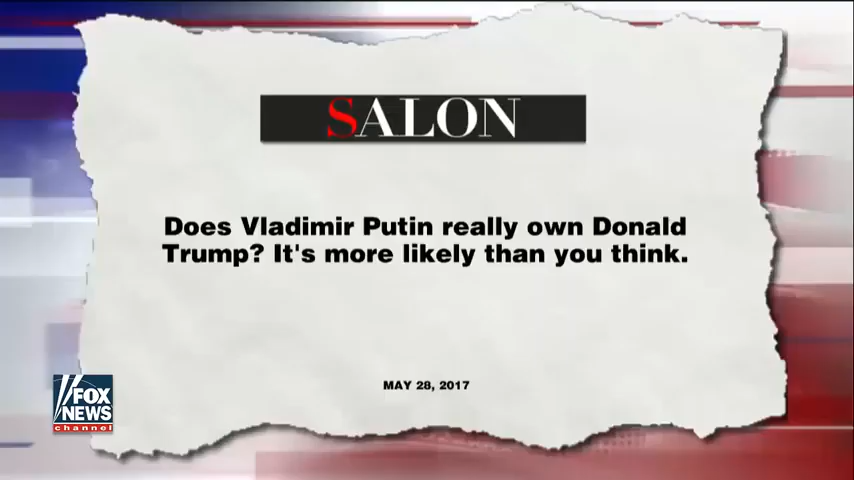 SALON
Does Vladimir Putin really own Donald
Trump? It's more likely than you think.
MAY 28, 2017
FOX
NEWS
channel